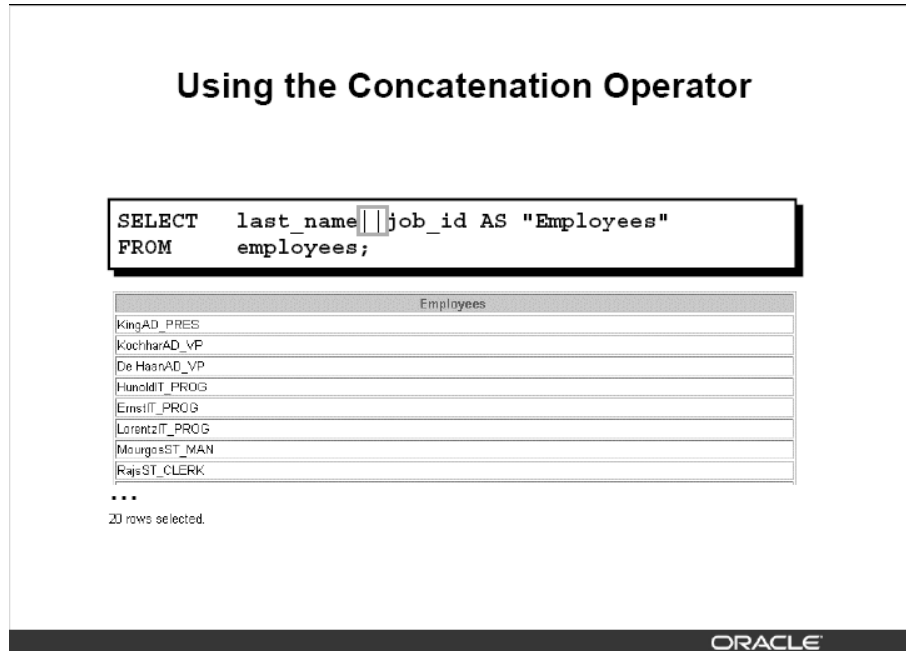 Using the Concatenation Operator
SELECT last_name||job_id AS "Employees"
FROM employees;
Employees
KingAD_PRES
KochharAD_VP
De HaanAD_VP
HunoldIT_PROG
ErnstIT_PROG
LorentzIT_PROG
MourgosST_MAN
RajsST_CLERK
...
20 rows selected.
ORACLE